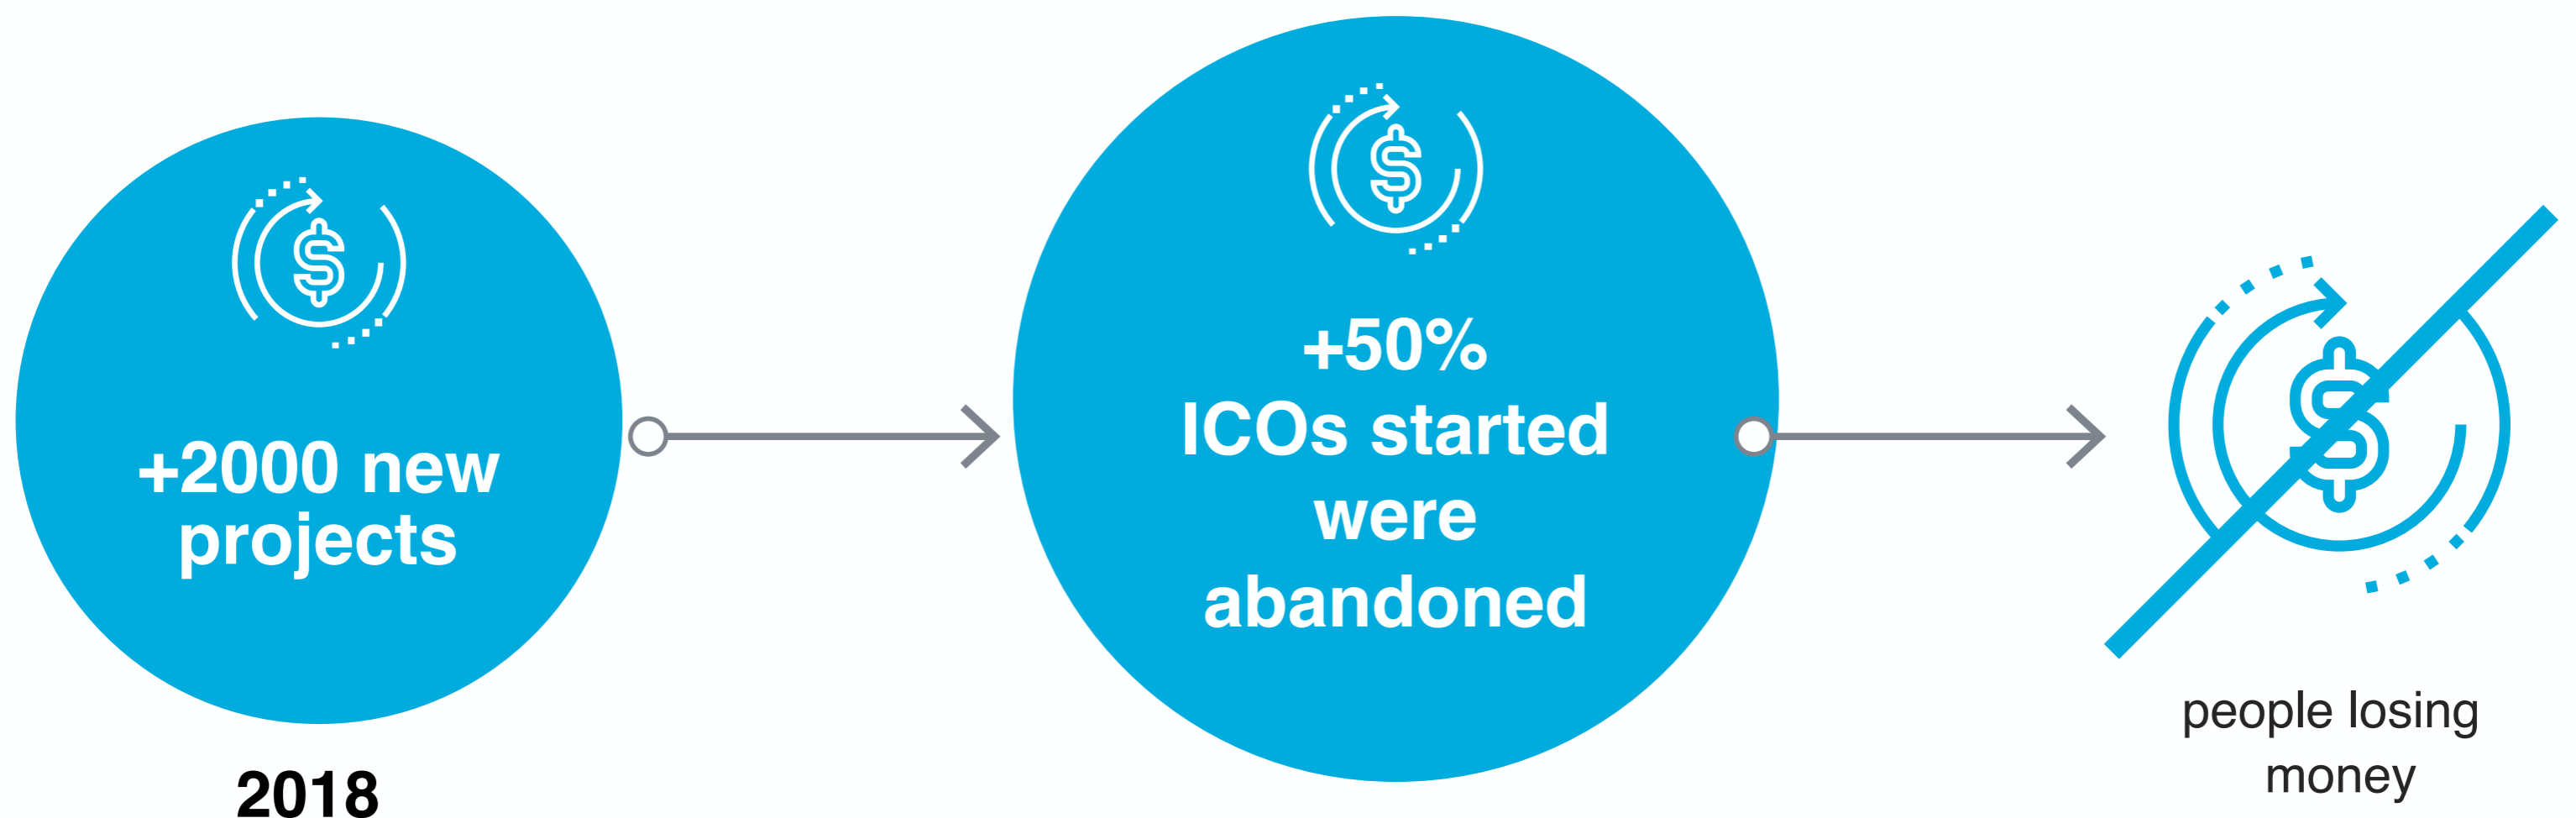 +2000 new
projects
2018
+50%
ICOs started
were
abandoned
people losing
money